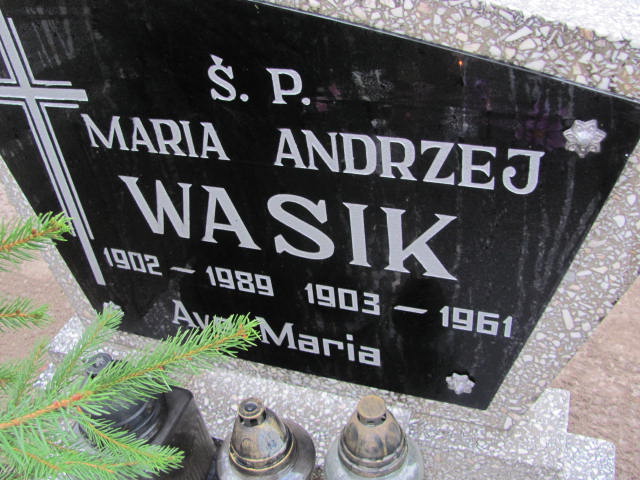 Ś. P.
MARIA ANDRZEJ
WASIK
1902 – 1989 1903 – 1961
Ave Maria